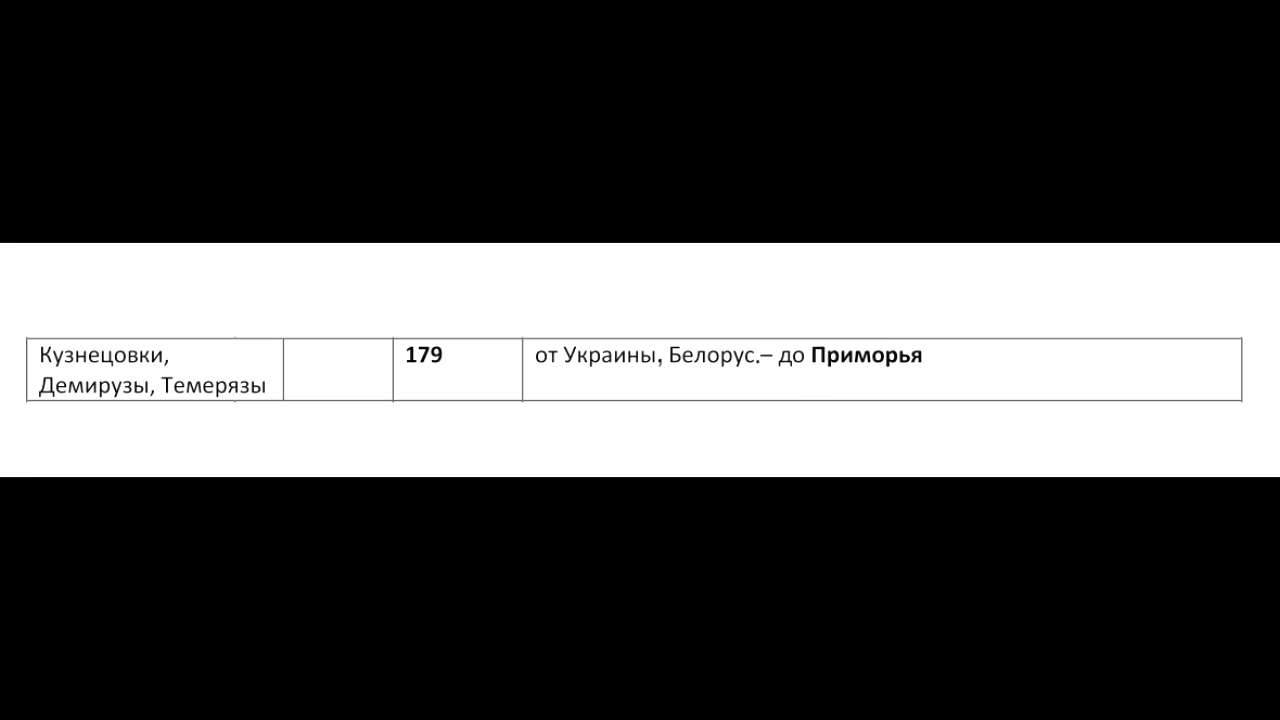 Кузнецовки,
Демирузы, Темерязы
179
от Украины, Белорус.– до Приморья